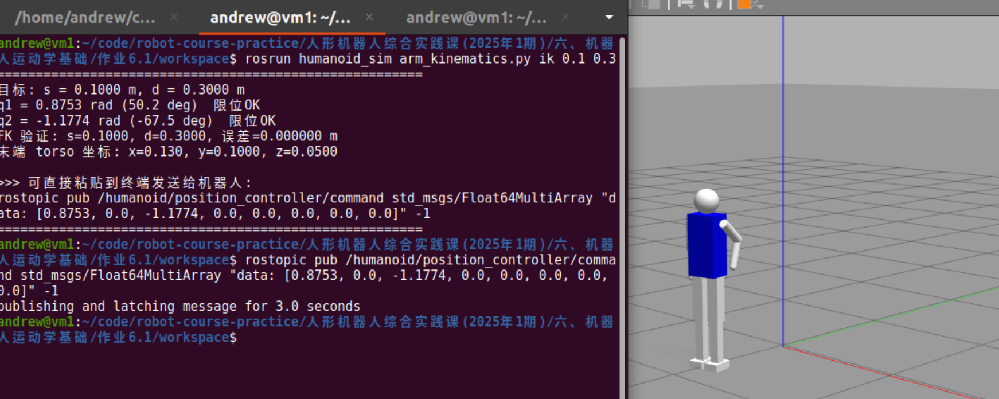 /home/andrew/c... × andrew@vm1: ~/... × andrew@vm1: ~/... ×
andrew@vm1:~/code/robot-course-practice/人形机器人综合实践课(2025年1期)/六、机器
人运动学基础/作业6.1/workspace$ rosrun humanoid_sim arm_kinematics.py ik 0.1 0.3
=======================================================
目标: s = 0.1000 m, d = 0.3000 m
q1 = 0.8753 rad (50.2 deg)  限位OK
q2 = -1.1774 rad (-67.5 deg)  限位OK
FK 验证: s=0.1000, d=0.3000, 误差=0.000000 m
末端 torso 坐标: x=0.130, y=0.1000, z=0.0500
>>> 可直接粘贴到终端发送给机器人:
rostopic pub /humanoid/position_controller/command std_msgs/Float64MultiArray "d
ata: [0.8753, 0.0, -1.1774, 0.0, 0.0, 0.0, 0.0, 0.0]" -1
=======================================================
andrew@vm1:~/code/robot-course-practice/人形机器人综合实践课(2025年1期)/六、机器
人运动学基础/作业6.1/workspace$ rostopic pub /humanoid/position_controller/comma
nd std_msgs/Float64MultiArray "data: [0.8753, 0.0, -1.1774, 0.0, 0.0, 0.0, 0.0,
0.0]" -1
publishing and latching message for 3.0 seconds
andrew@vm1:~/code/robot-course-practice/人形机器人综合实践课(2025年1期)/六、机器
人运动学基础/作业6.1/workspace$